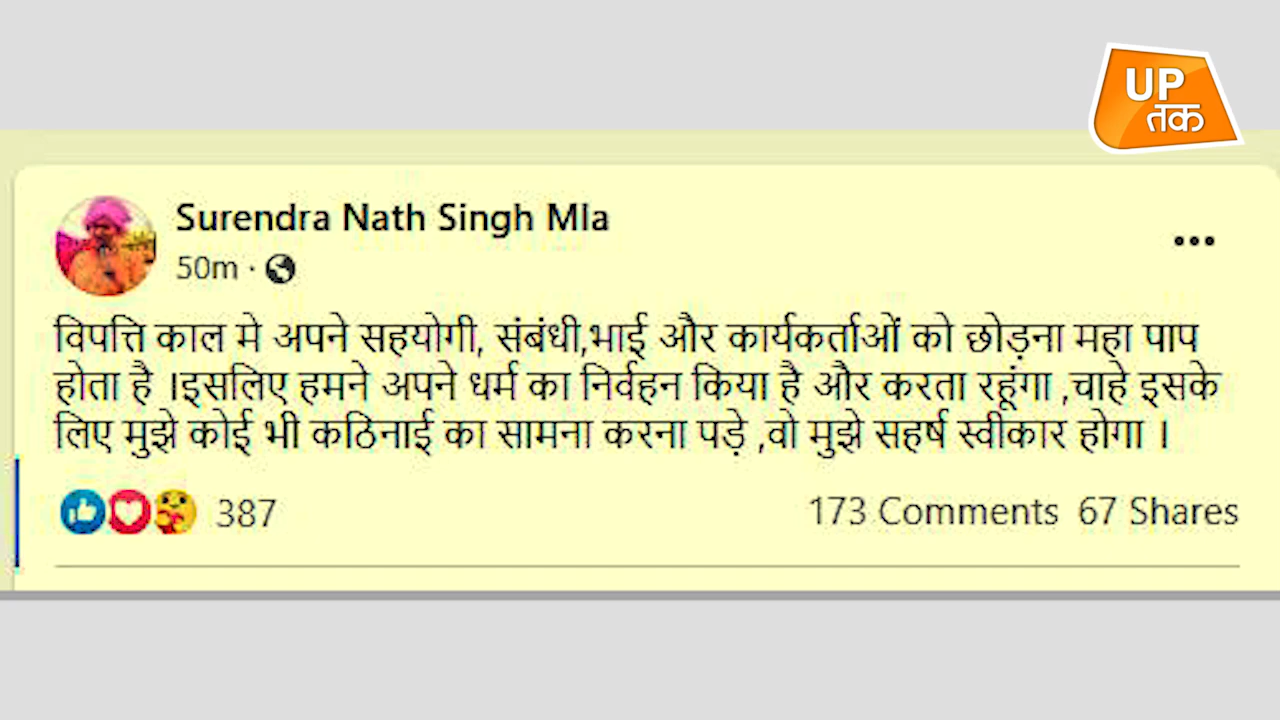 UP
तक
Surendra Nath Singh Mla
50m ·
विपत्ति काल मे अपने सहयोगी, संबंधी,भाई और कार्यकर्ताओं को छोड़ना महा पाप
होता है ।इसलिए हमने अपने धर्म का निर्वहन किया है और करता रहूंगा ,चाहे इसके
लिए मुझे कोई भी कठिनाई का सामना करना पड़े ,वो मुझे सहर्ष स्वीकार होगा ।
387
173 Comments 67 Shares